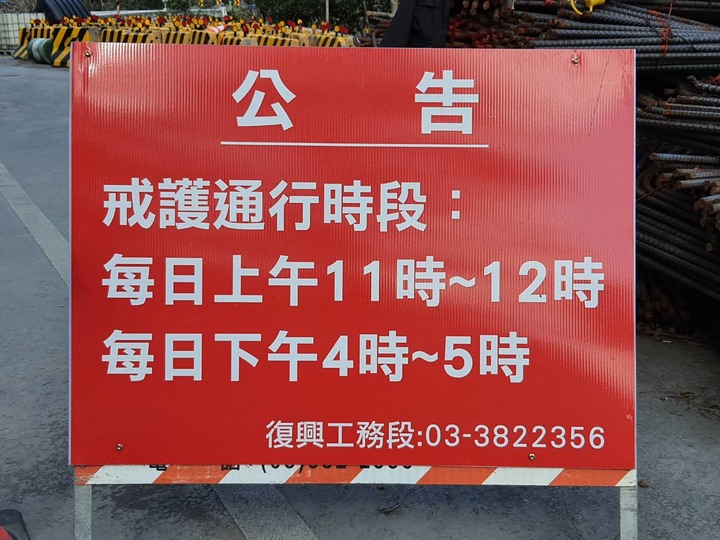 公告
戒護通行時段：
每日上午11時~12時
每日下午4時~5時
復興工務段:03-3822356